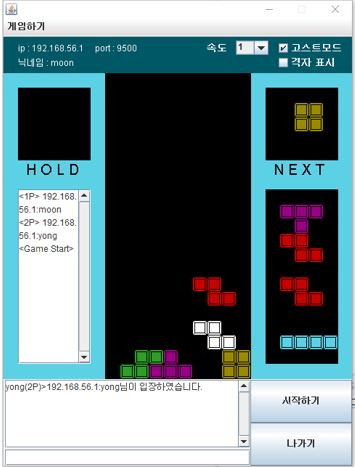 게임하기
ip : 192.168.56.1 port : 9500 속도 1 고스트모드
닉네임 : moon 격자 표시
HOLD
NEXT
<1P> 192.168.
56.1:moon
<2P> 192.168.
56.1:yong
<Game Start>
yong(2P)>192.168.56.1:yong님이 입장하였습니다.
시작하기
나가기